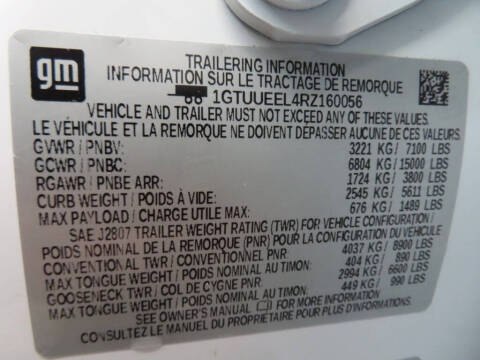 gm
TRAILERING INFORMATION
INFORMATION SUR LE TRACTAGE DE REMORQUE
1GTUUEEL4RZ160056
VEHICLE AND TRAILER MUST NOT EXCEED ANY OF THESE VALUES
LE VÉHICULE ET LA REMORQUE NE DOIVENT DÉPASSER AUCUNE DE CES VALEURS
GVWR / PNBV: 3221 KG / 7100 LBS
GCWR / PNBC: 6804 KG / 15000 LBS
RGAWR / PNBE ARR: 1724 KG / 3800 LBS
CURB WEIGHT / POIDS À VIDE: 2545 KG / 5611 LBS
MAX PAYLOAD / CHARGE UTILE MAX: 676 KG / 1489 LBS
SAE J2807 TRAILER WEIGHT RATING (TWR) FOR VEHICLE CONFIGURATION /
POIDS NOMINAL DE LA REMORQUE (PNR) POUR LA CONFIGURATION DU VÉHICULE
CONVENTIONAL TWR / CONVENTIONNEL PNR: 4037 KG / 8900 LBS
MAX TONGUE WEIGHT / POIDS MAXIMUM AU TIMON: 404 KG / 890 LBS
GOOSENECK TWR / COL DE CYGNE PNR: 2994 KG / 6600 LBS
MAX TONGUE WEIGHT / POIDS MAXIMUM AU TIMON: 449 KG / 990 LBS
SEE OWNER'S MANUAL FOR MORE INFORMATION /
CONSULTEZ LE MANUEL DU PROPRIÉTAIRE POUR PLUS D'INFORMATION